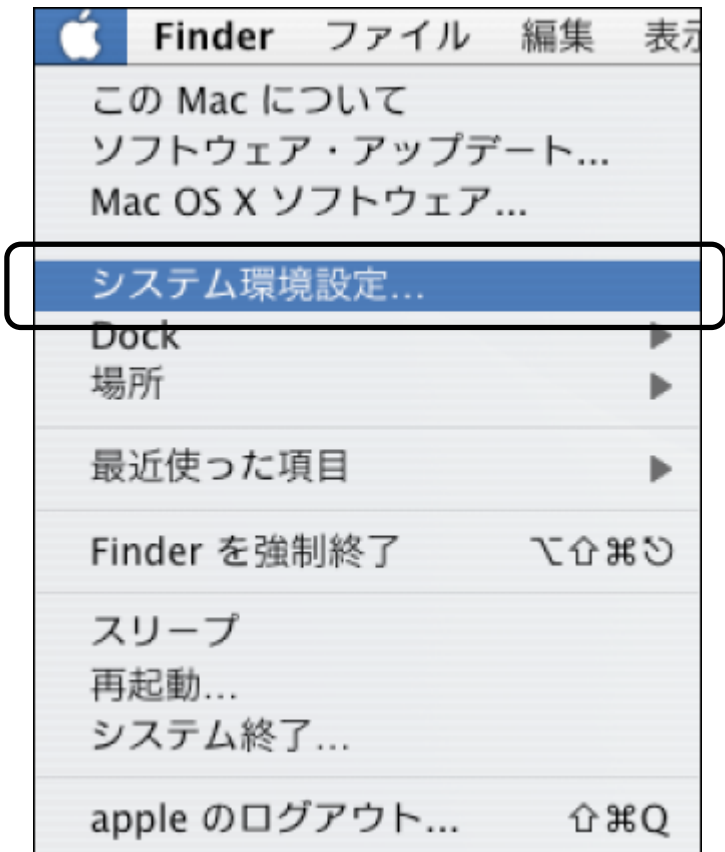 Finder ファイル 編集 表示
この Mac について
ソフトウェア・アップデート...
Mac OS X ソフトウェア...
システム環境設定...
Dock
場所
最近使った項目
Finder を強制終了 ⌥⇧⌘⎋
スリープ
再起動...
システム終了...
apple のログアウト... ⇧⌘Q